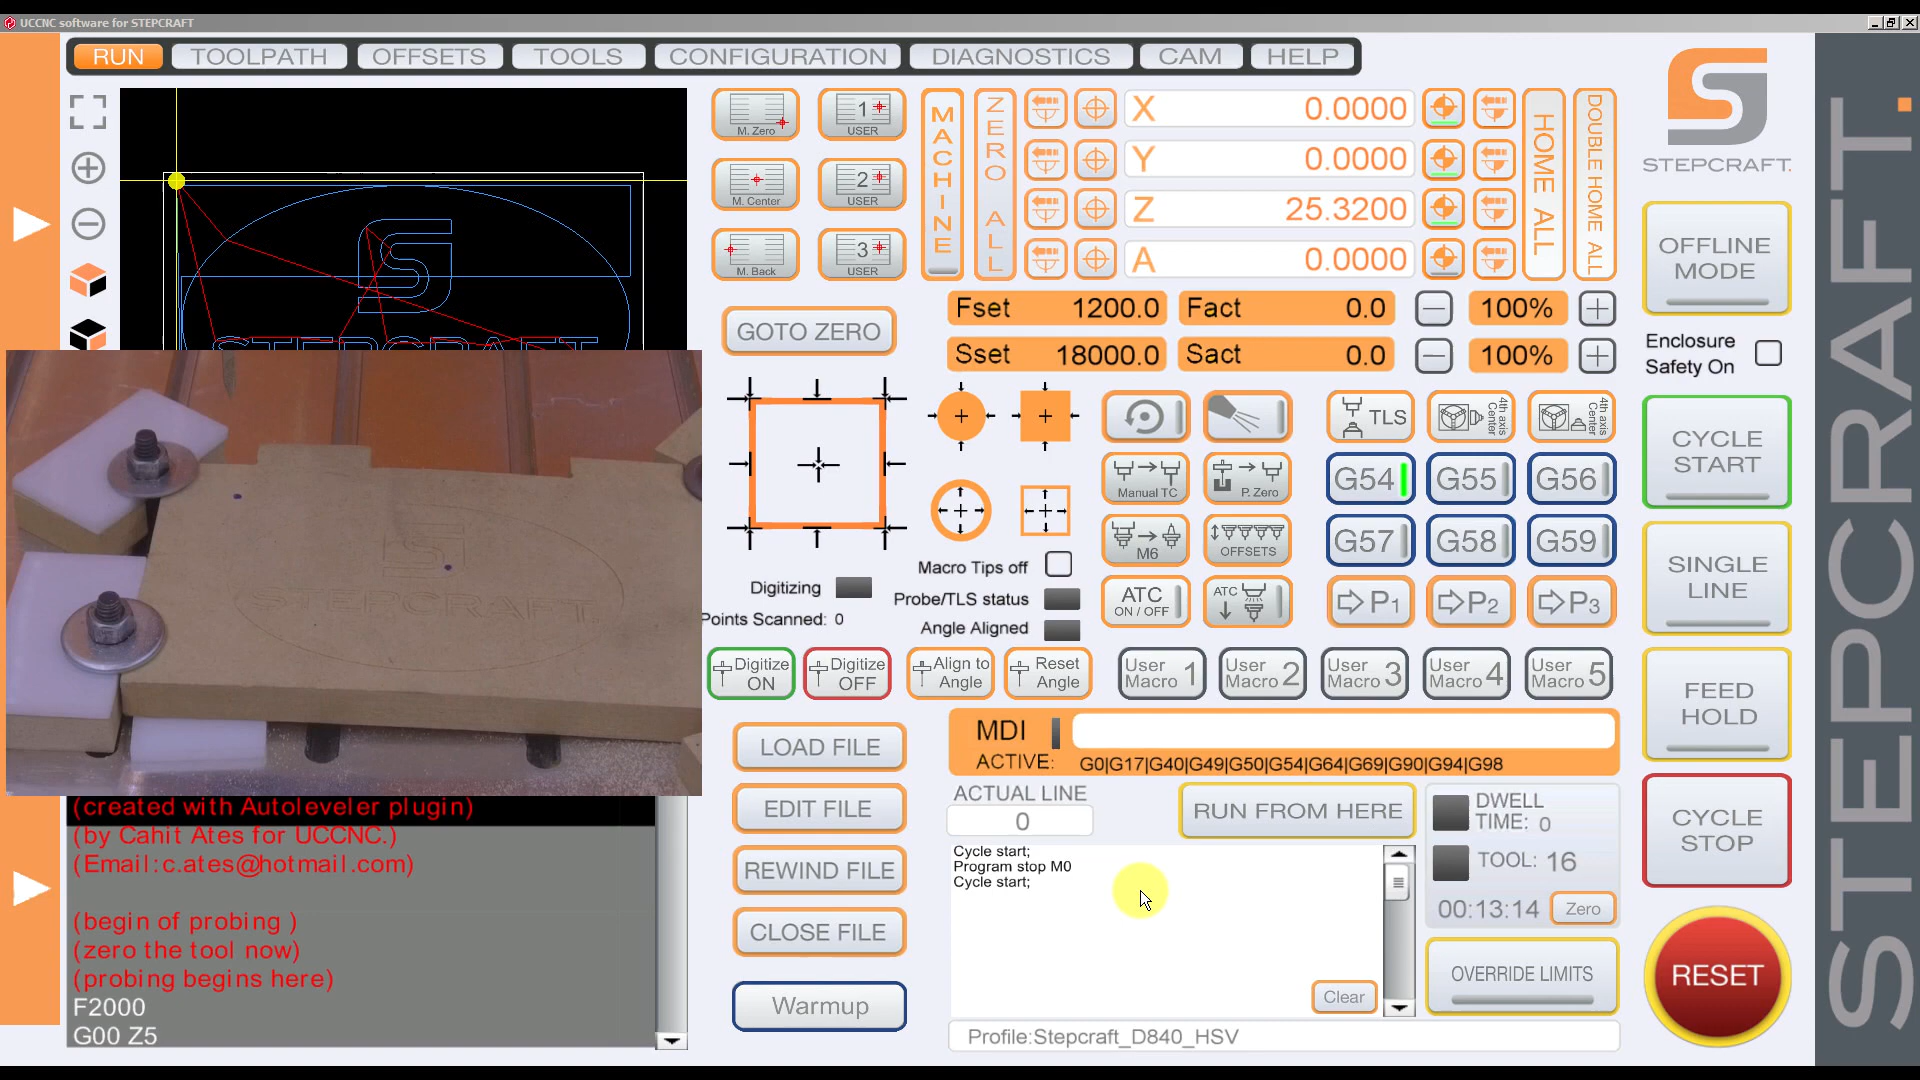 UCCNC software for STEPCRAFT
RUN
TOOLPATH
OFFSETS
TOOLS
CONFIGURATION
DIAGNOSTICS
CAM
HELP
M. Zero
1
USER
M. Center
2
USER
M. Back
3
USER
MACHINE
ZERO ALL
X 0.0000
Y 0.0000
Z 25.3200
A 0.0000
HOME ALL
DOUBLE HOME ALL
STEPCRAFT.
STEPCRAFT.
STEPCRAFT
GOTO ZERO
Fset 1200.0
Fact 0.0
100%
Sset 18000.0
Sact 0.0
100%
OFFLINE
MODE
Enclosure
Safety On
TLS
4th axis
Center
4th axis
Center
Manual TC
P. Zero
G54
G55
G56
M6
OFFSETS
G57
G58
G59
ATC
ON / OFF
ATC
P1
P2
P3
CYCLE
START
SINGLE
LINE
FEED
HOLD
CYCLE
STOP
RESET
Digitizing
Points Scanned: 0
Macro Tips off
Probe/TLS status
Angle Aligned
Digitize
ON
Digitize
OFF
Align to
Angle
Reset
Angle
User
Macro 1
User
Macro 2
User
Macro 3
User
Macro 4
User
Macro 5
STEPCRAFT
LOAD FILE
EDIT FILE
REWIND FILE
CLOSE FILE
Warmup
MDI
ACTIVE: G0|G17|G40|G49|G50|G54|G64|G69|G90|G94|G98
ACTUAL LINE
0
RUN FROM HERE
DWELL
TIME: 0
TOOL: 16
00:13:14
Zero
Cycle start;
Program stop M0
Cycle start;
Clear
OVERRIDE LIMITS
Profile:Stepcraft_D840_HSV
(created with Autoleveler plugin)
(by Cahit Ates for UCCNC.)
(Email:c.ates@hotmail.com)
(begin of probing )
(zero the tool now)
(probing begins here)
F2000
G00 Z5